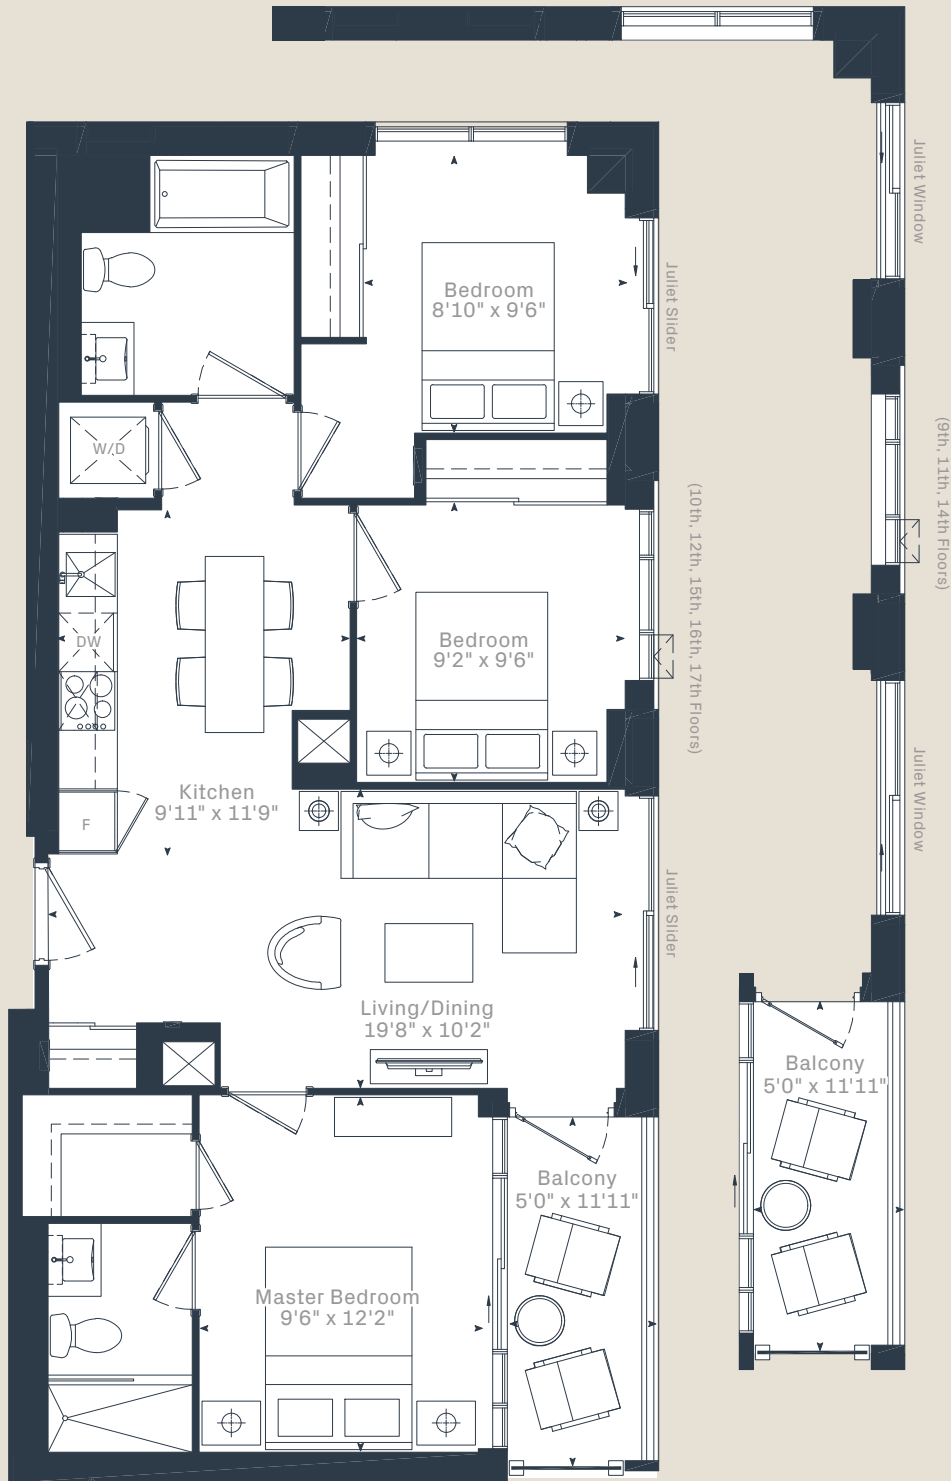 Juliet Window
Bedroom
8'10" x 9'6"
Juliet Slider
W/D
(9th, 11th, 14th Floors)
(10th, 12th, 15th, 16th, 17th Floors)
DW
Bedroom
9'2" x 9'6"
Kitchen
9'11" x 11'9"
F
Juliet Window
Juliet Slider
Living/Dining
19'8" x 10'2"
Balcony
5'0" x 11'11"
Balcony
5'0" x 11'11"
Master Bedroom
9'6" x 12'2"